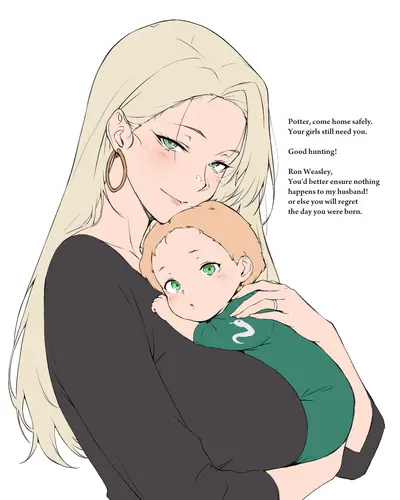 Potter, come home safely.
Your girls still need you.
Good hunting!
Ron Weasley,
You'd better ensure nothing
happens to my husband!
or else you will regret
the day you were born.